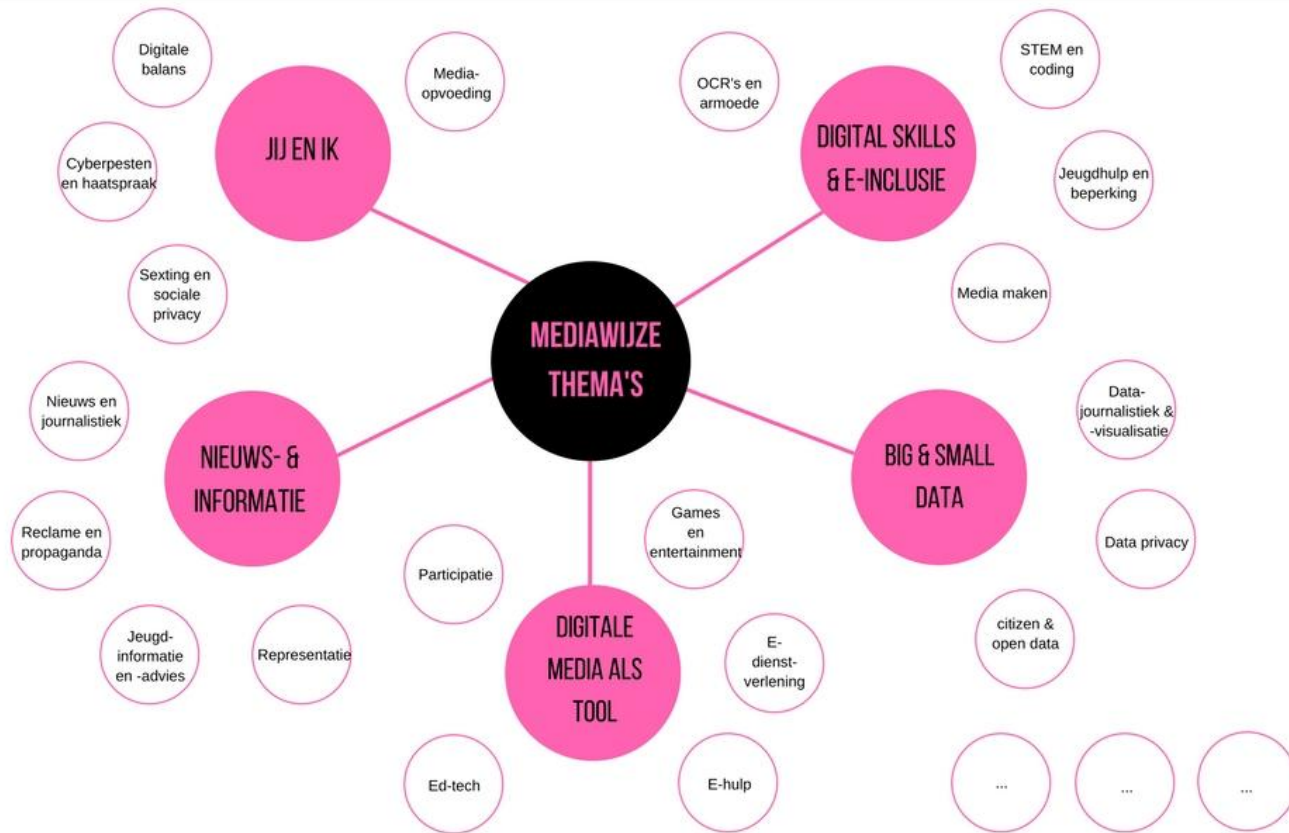 Digitale
balans
Media-
opvoeding
JIJ EN IK
Cyberpesten
en haatspraak
Sexting en
sociale
privacy
OCR's en
armoede
STEM en
coding
DIGITAL SKILLS
& E-INCLUSIE
Jeugdhulp en
beperking
Media maken
MEDIAWIJZE
THEMA'S
Nieuws en
journalistiek
NIEUWS- &
INFORMATIE
Reclame en
propaganda
Jeugd-
informatie
en -advies
Representatie
Participatie
Games
en
entertainment
DIGITALE
MEDIA ALS
TOOL
E-
dienst-
verlening
Ed-tech
E-hulp
Data-
journalistiek &
-visualisatie
BIG & SMALL
DATA
Data privacy
citizen &
open data
...
...
...